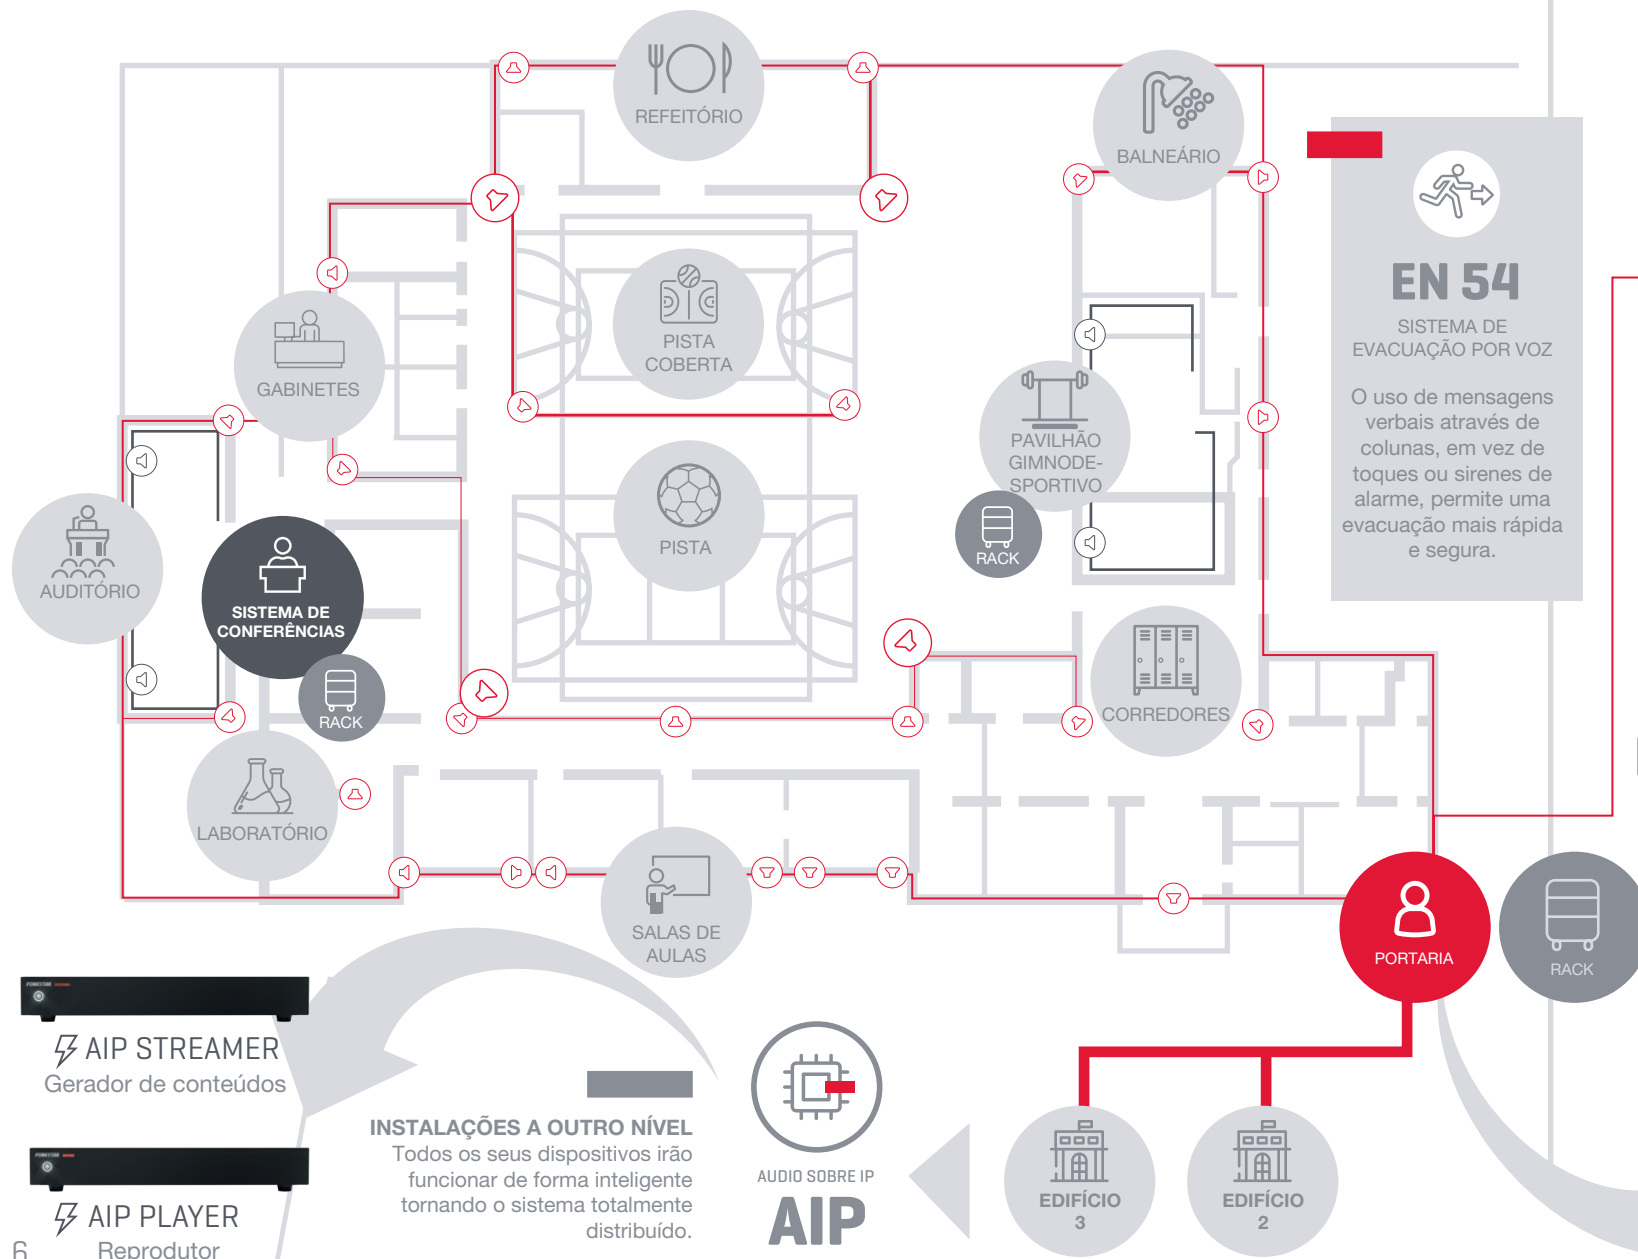 REFEITÓRIO
BALNEÁRIO
EN 54
SISTEMA DE
EVACUAÇÃO POR VOZ
O uso de mensagens
verbais através de
colunas, em vez de
toques ou sirenes de
alarme, permite uma
evacuação mais rápida
e segura.
PISTA
COBERTA
GABINETES
PAVILHÃO
GIMNODE-
SPORTIVO
RACK
PISTA
AUDITÓRIO
SISTEMA DE
CONFERÊNCIAS
RACK
CORREDORES
LABORATÓRIO
SALAS DE
AULAS
PORTARIA
RACK
AIP STREAMER
Gerador de conteúdos
INSTALAÇÕES A OUTRO NÍVEL
Todos os seus dispositivos irão
funcionar de forma inteligente
tornando o sistema totalmente
distribuído.
AUDIO SOBRE IP
AIP
EDIFÍCIO
3
EDIFÍCIO
2
AIP PLAYER
Reprodutor
6